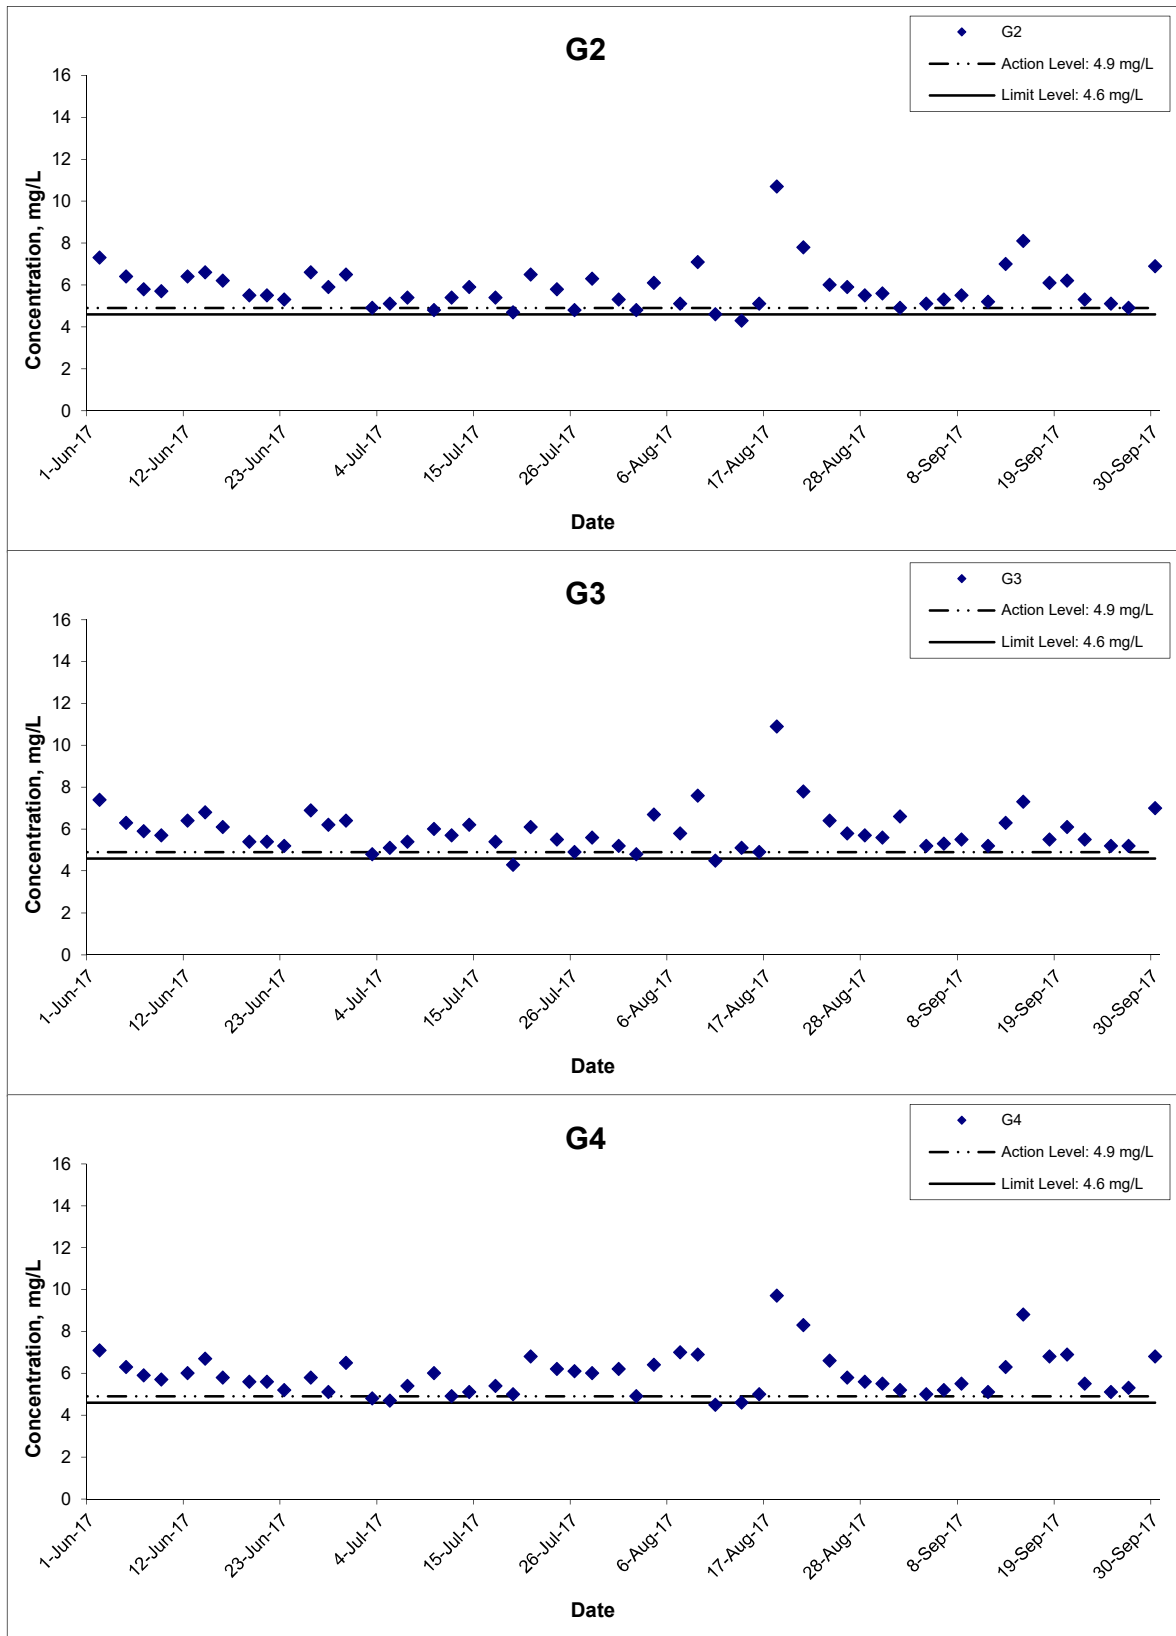 G2
G2
Action Level: 4.9 mg/L
Limit Level: 4.6 mg/L
Concentration, mg/L
16
14
12
10
8
6
4
2
0
1-Jun-17
12-Jun-17
23-Jun-17
4-Jul-17
15-Jul-17
26-Jul-17
6-Aug-17
17-Aug-17
28-Aug-17
8-Sep-17
19-Sep-17
30-Sep-17
Date
G3
G3
Action Level: 4.9 mg/L
Limit Level: 4.6 mg/L
Concentration, mg/L
16
14
12
10
8
6
4
2
0
1-Jun-17
12-Jun-17
23-Jun-17
4-Jul-17
15-Jul-17
26-Jul-17
6-Aug-17
17-Aug-17
28-Aug-17
8-Sep-17
19-Sep-17
30-Sep-17
Date
G4
G4
Action Level: 4.9 mg/L
Limit Level: 4.6 mg/L
Concentration, mg/L
16
14
12
10
8
6
4
2
0
1-Jun-17
12-Jun-17
23-Jun-17
4-Jul-17
15-Jul-17
26-Jul-17
6-Aug-17
17-Aug-17
28-Aug-17
8-Sep-17
19-Sep-17
30-Sep-17
Date